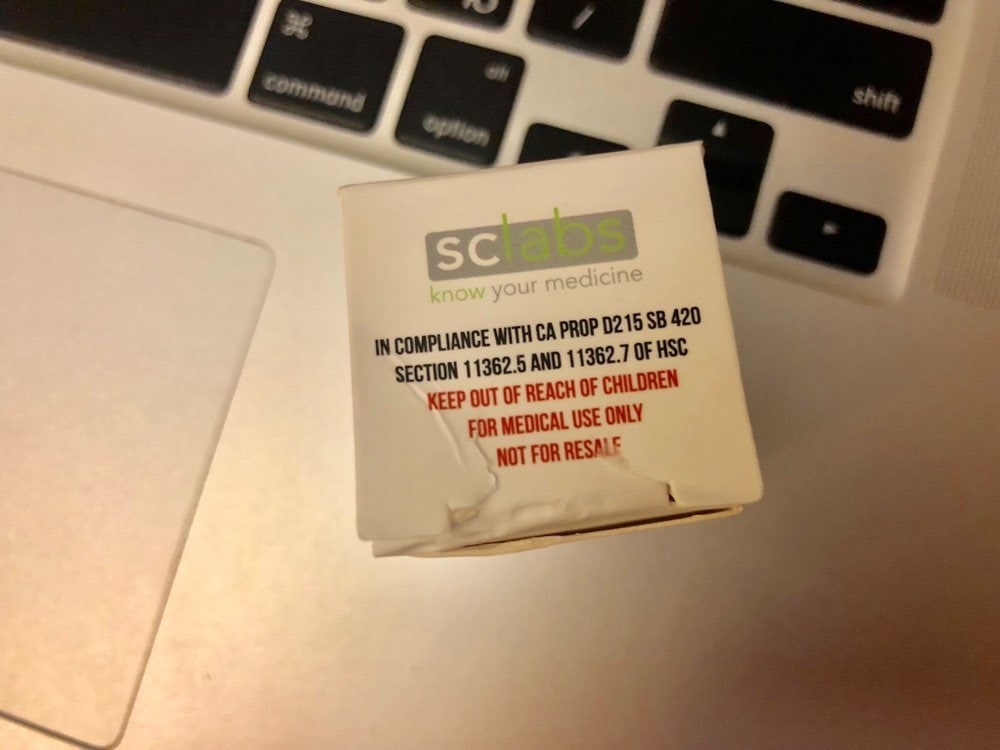 ⌘
command
alt
option
/
shift
▲
►
sclabs
know your medicine
IN COMPLIANCE WITH CA PROP D215 SB 420
SECTION 11362.5 AND 11362.7 OF HSC
KEEP OUT OF REACH OF CHILDREN
FOR MEDICAL USE ONLY
NOT FOR RESALE